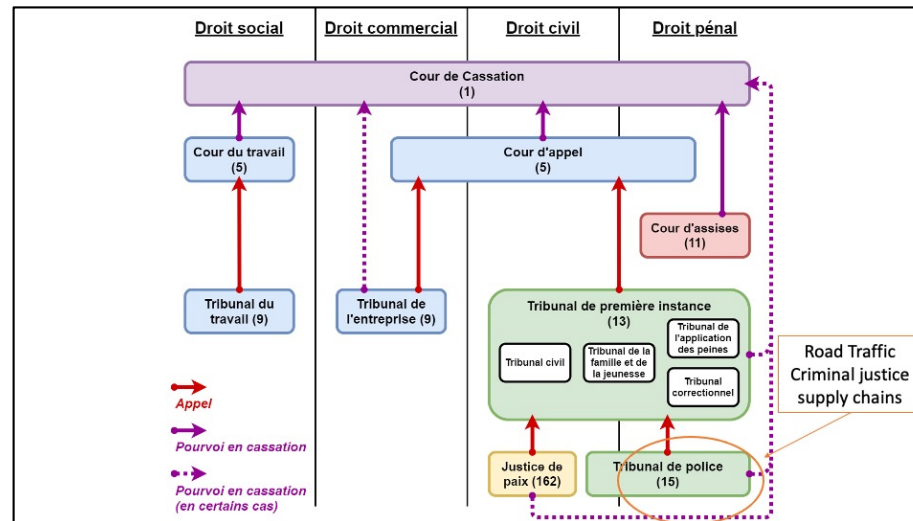 Droit social
Droit commercial
Droit civil
Droit pénal
Cour de Cassation
(1)
Cour du travail
(5)
Cour d'appel
(5)
Cour d'assises
(11)
Tribunal du
travail (9)
Tribunal de
l'entreprise (9)
Tribunal de première instance
(13)
Tribunal civil
Tribunal de la
famille et de la
jeunesse
Tribunal de
l'application
des peines
Tribunal
correctionnel
Road Traffic
Criminal justice
supply chains
Appel
Pourvoi en cassation
Pourvoi en cassation
(en certains cas)
Justice de
paix (162)
Tribunal de police
(15)